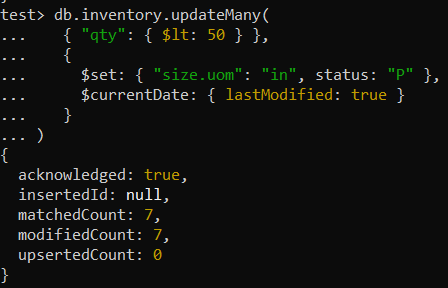 test> db.inventory.updateMany(
...     { "qty": { $lt: 50 } },
...     {
...       $set: { "size.uom": "in", status: "P" },
...       $currentDate: { lastModified: true }
...     }
... )
{
  acknowledged: true,
  insertedId: null,
  matchedCount: 7,
  modifiedCount: 7,
  upsertedCount: 0
}